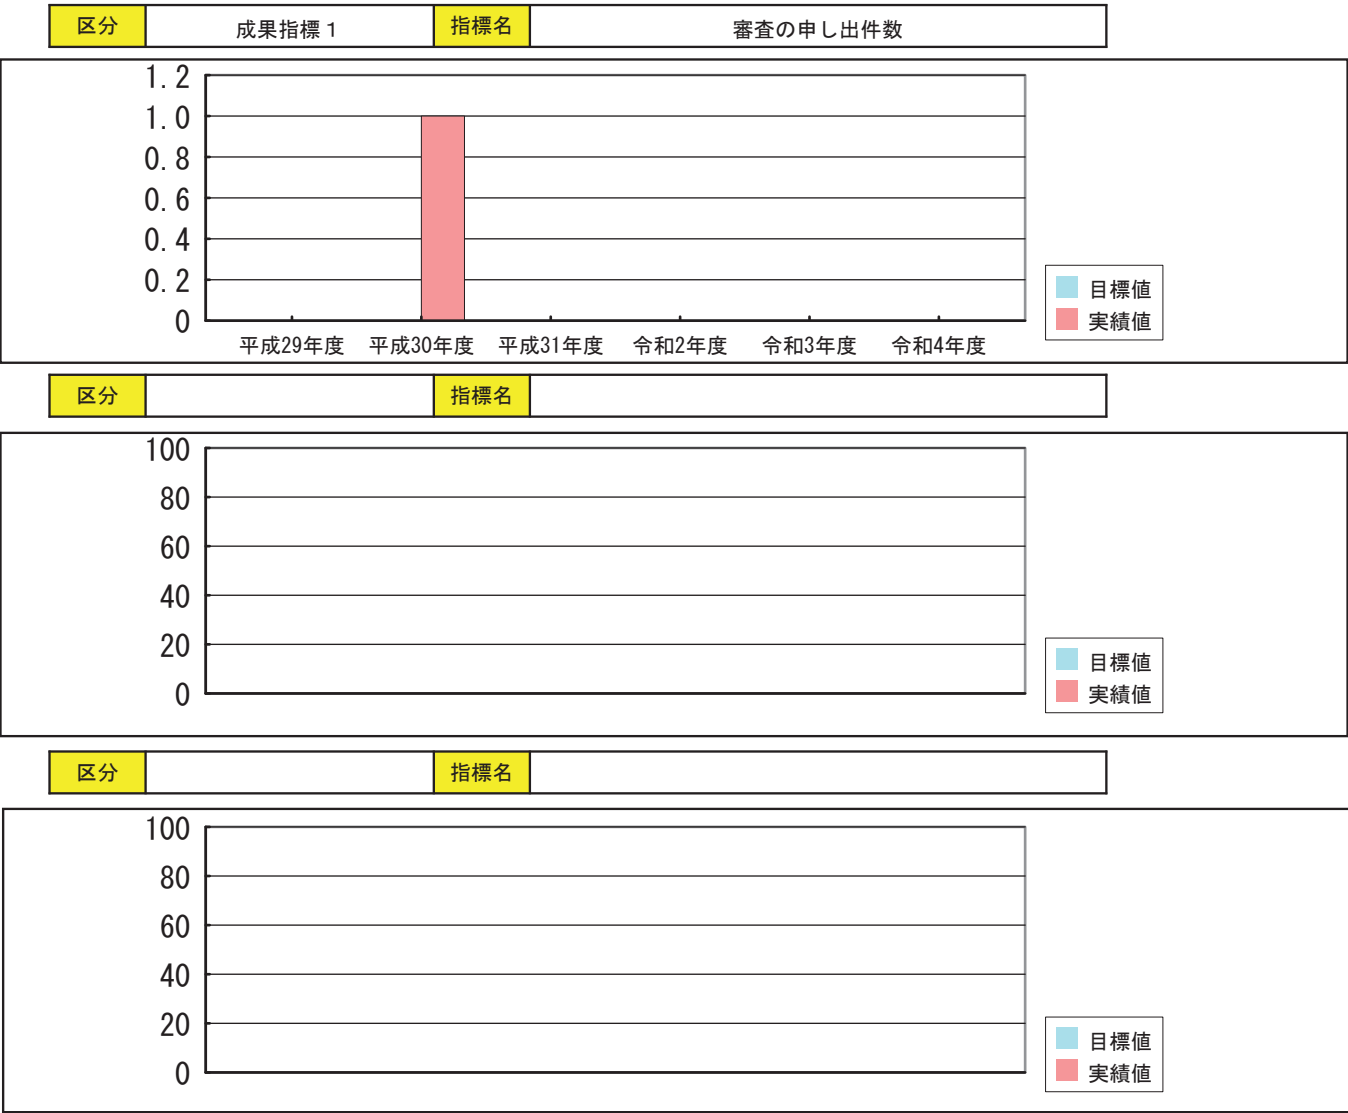 区分 成果指標１ 指標名 審査の申し出件数
1.2
1.0
0.8
0.6
0.4
0.2
0
平成29年度 平成30年度 平成31年度 令和2年度 令和3年度 令和4年度
目標値
実績値
区分 指標名
100
80
60
40
20
0
目標値
実績値
区分 指標名
100
80
60
40
20
0
目標値
実績値